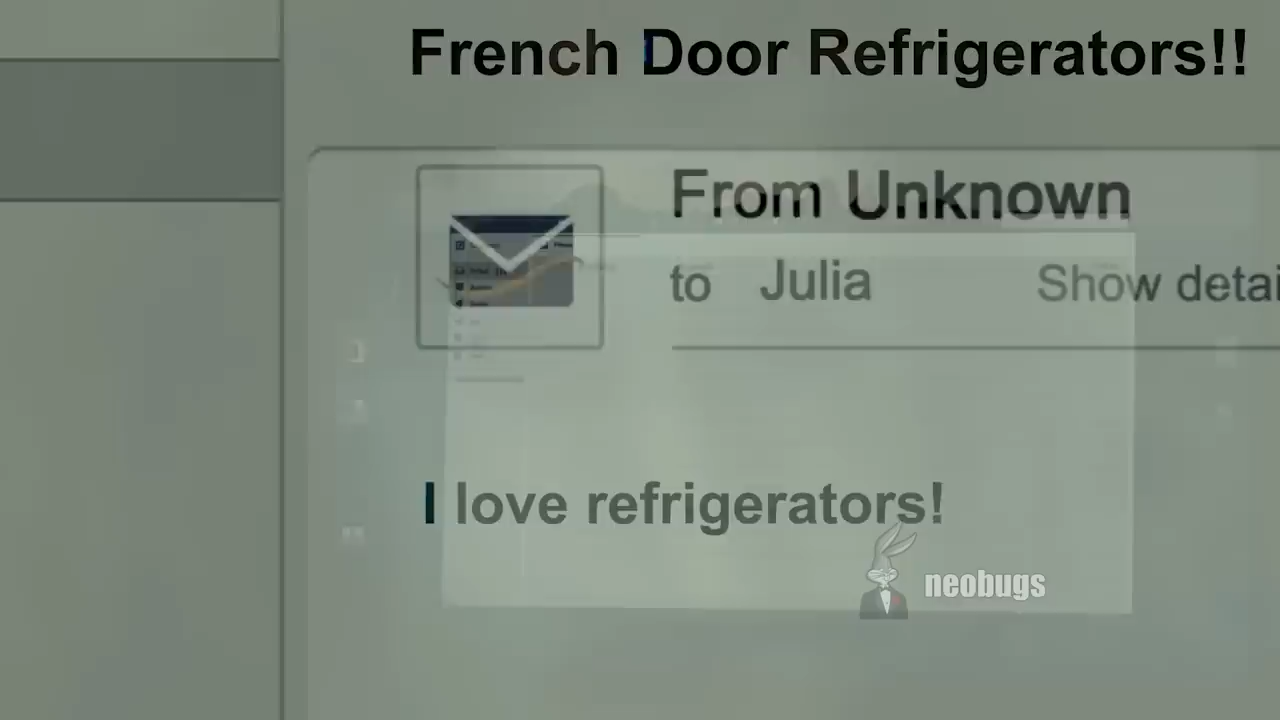 French Door Refrigerators!!
From Unknown
to Julia Show detai
I love refrigerators!
neobugs